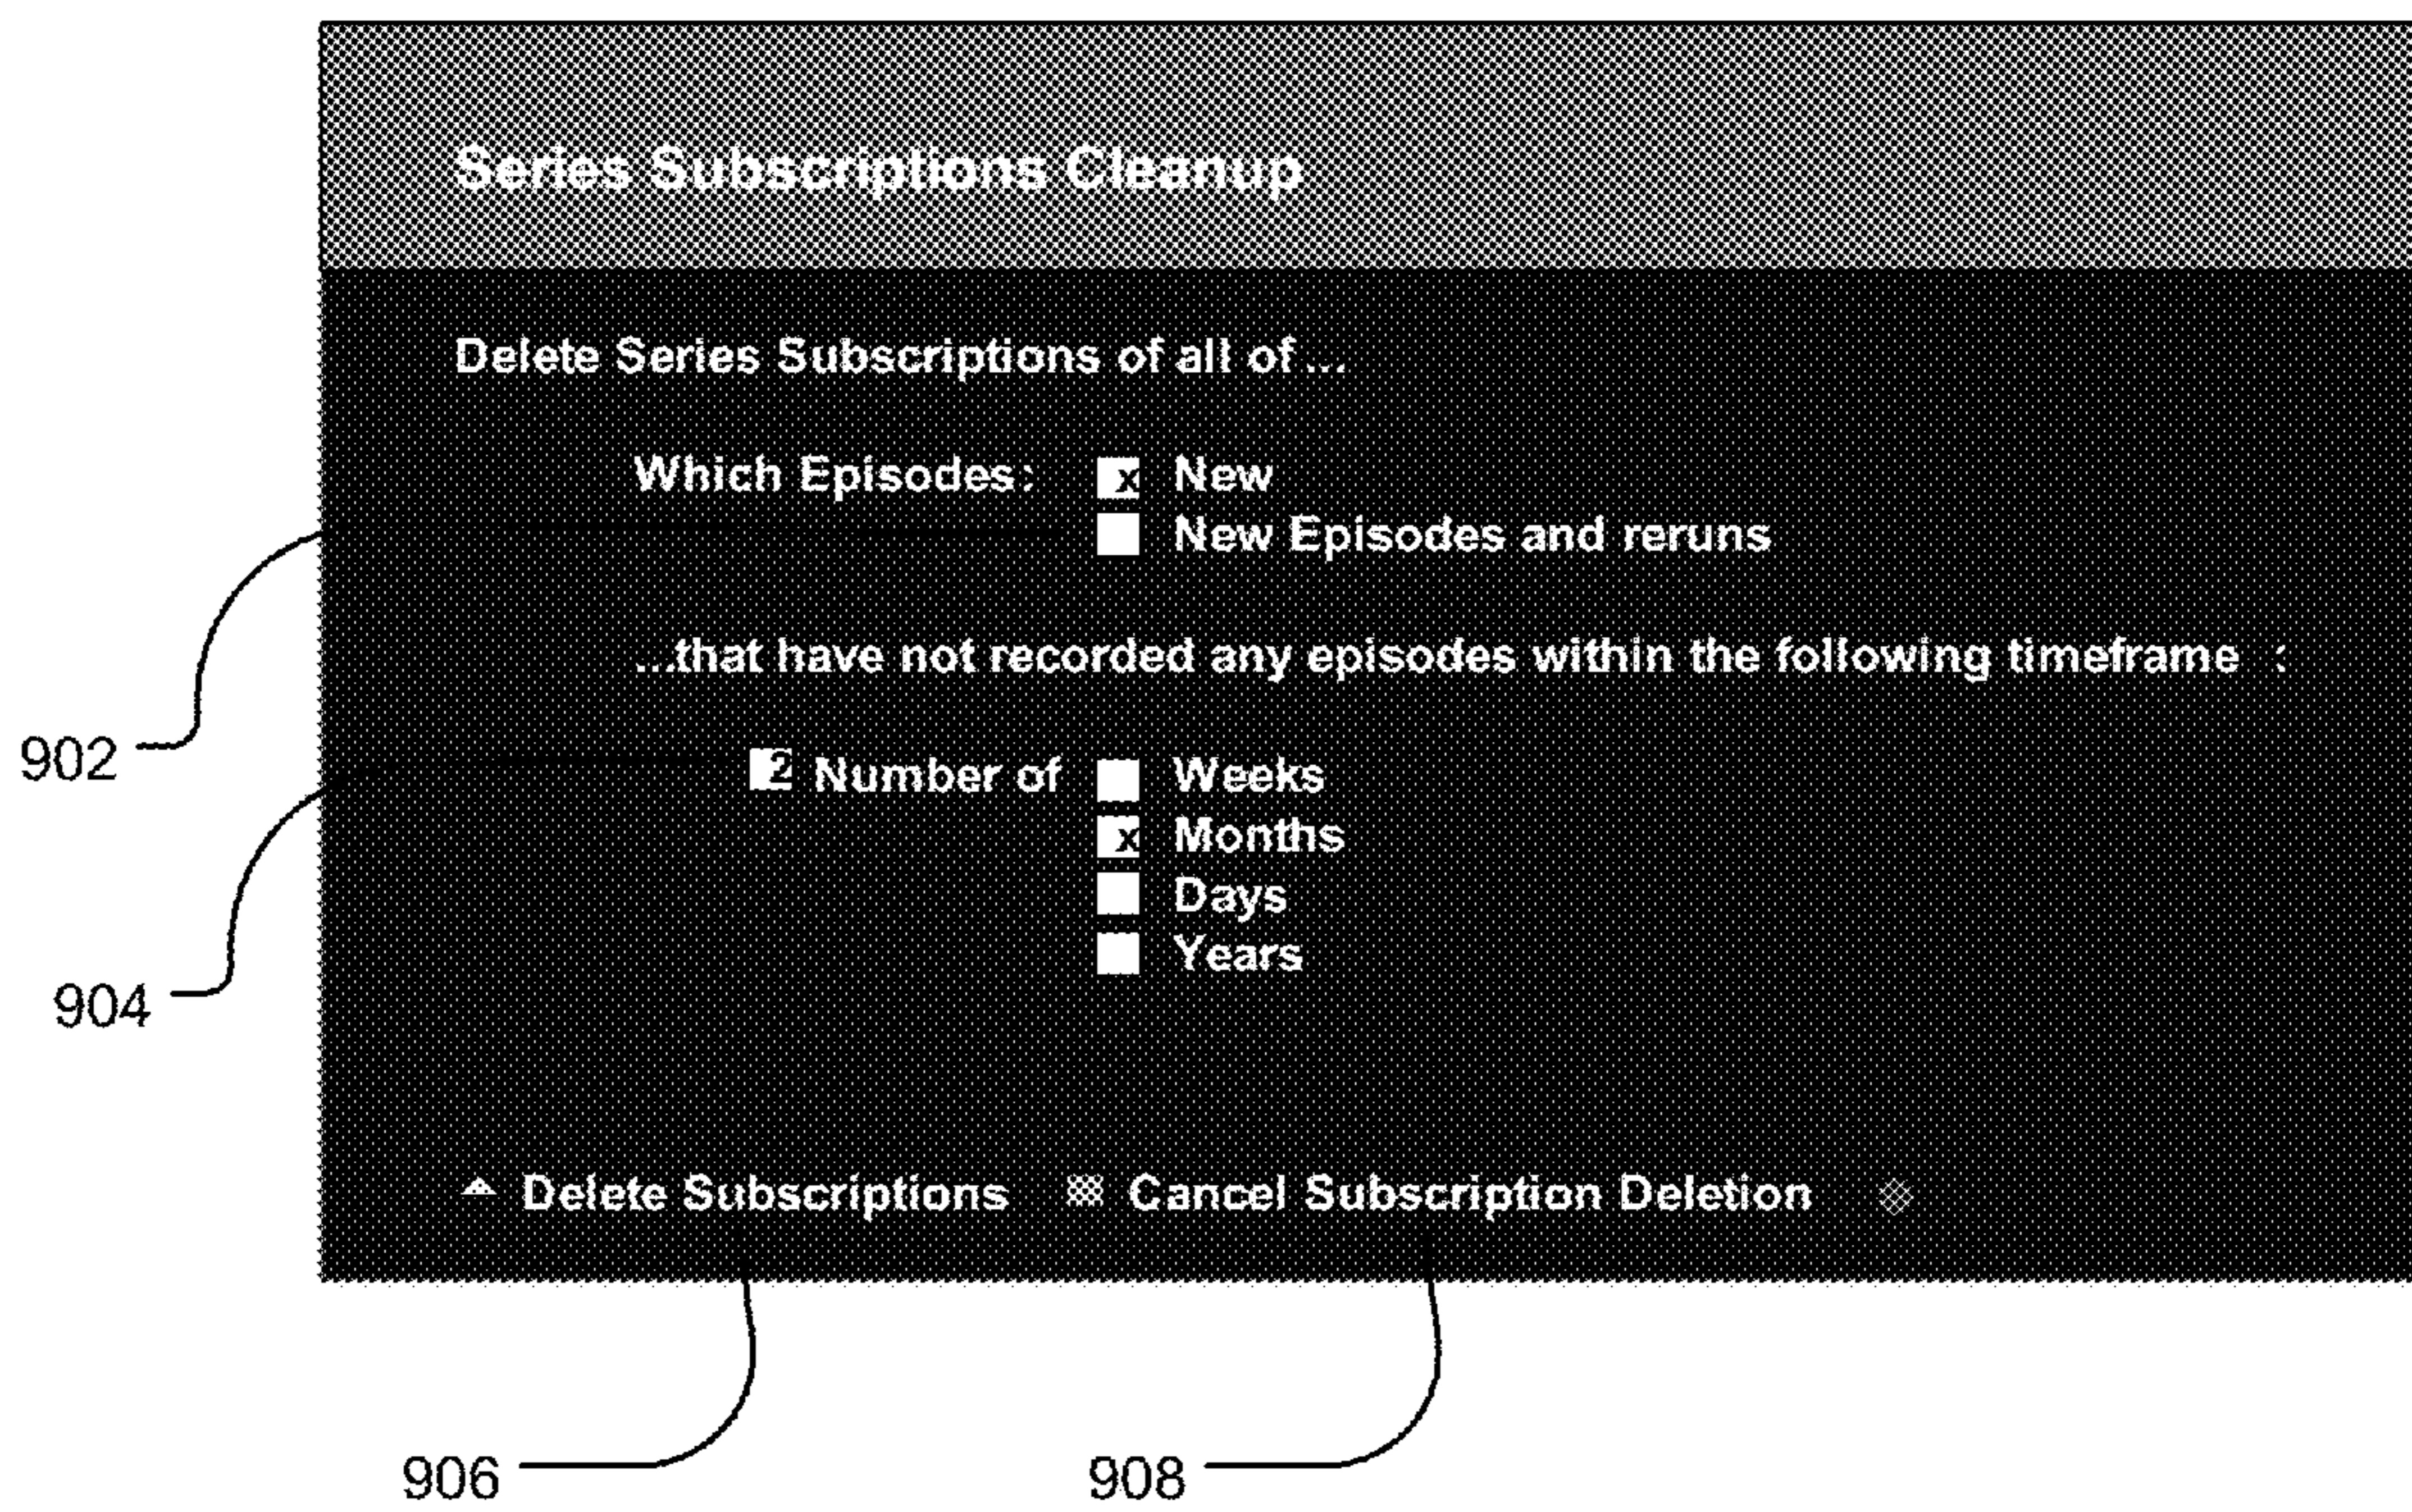 Series Subscriptions Cleanup
Delete Series Subscriptions of all of ...
Which Episodes: x New
New Episodes and reruns
...that have not recorded any episodes within the following timeframe :
902
2 Number of Weeks
x Months
Days
Years
904
Delete Subscriptions Cancel Subscription Deletion
906 908